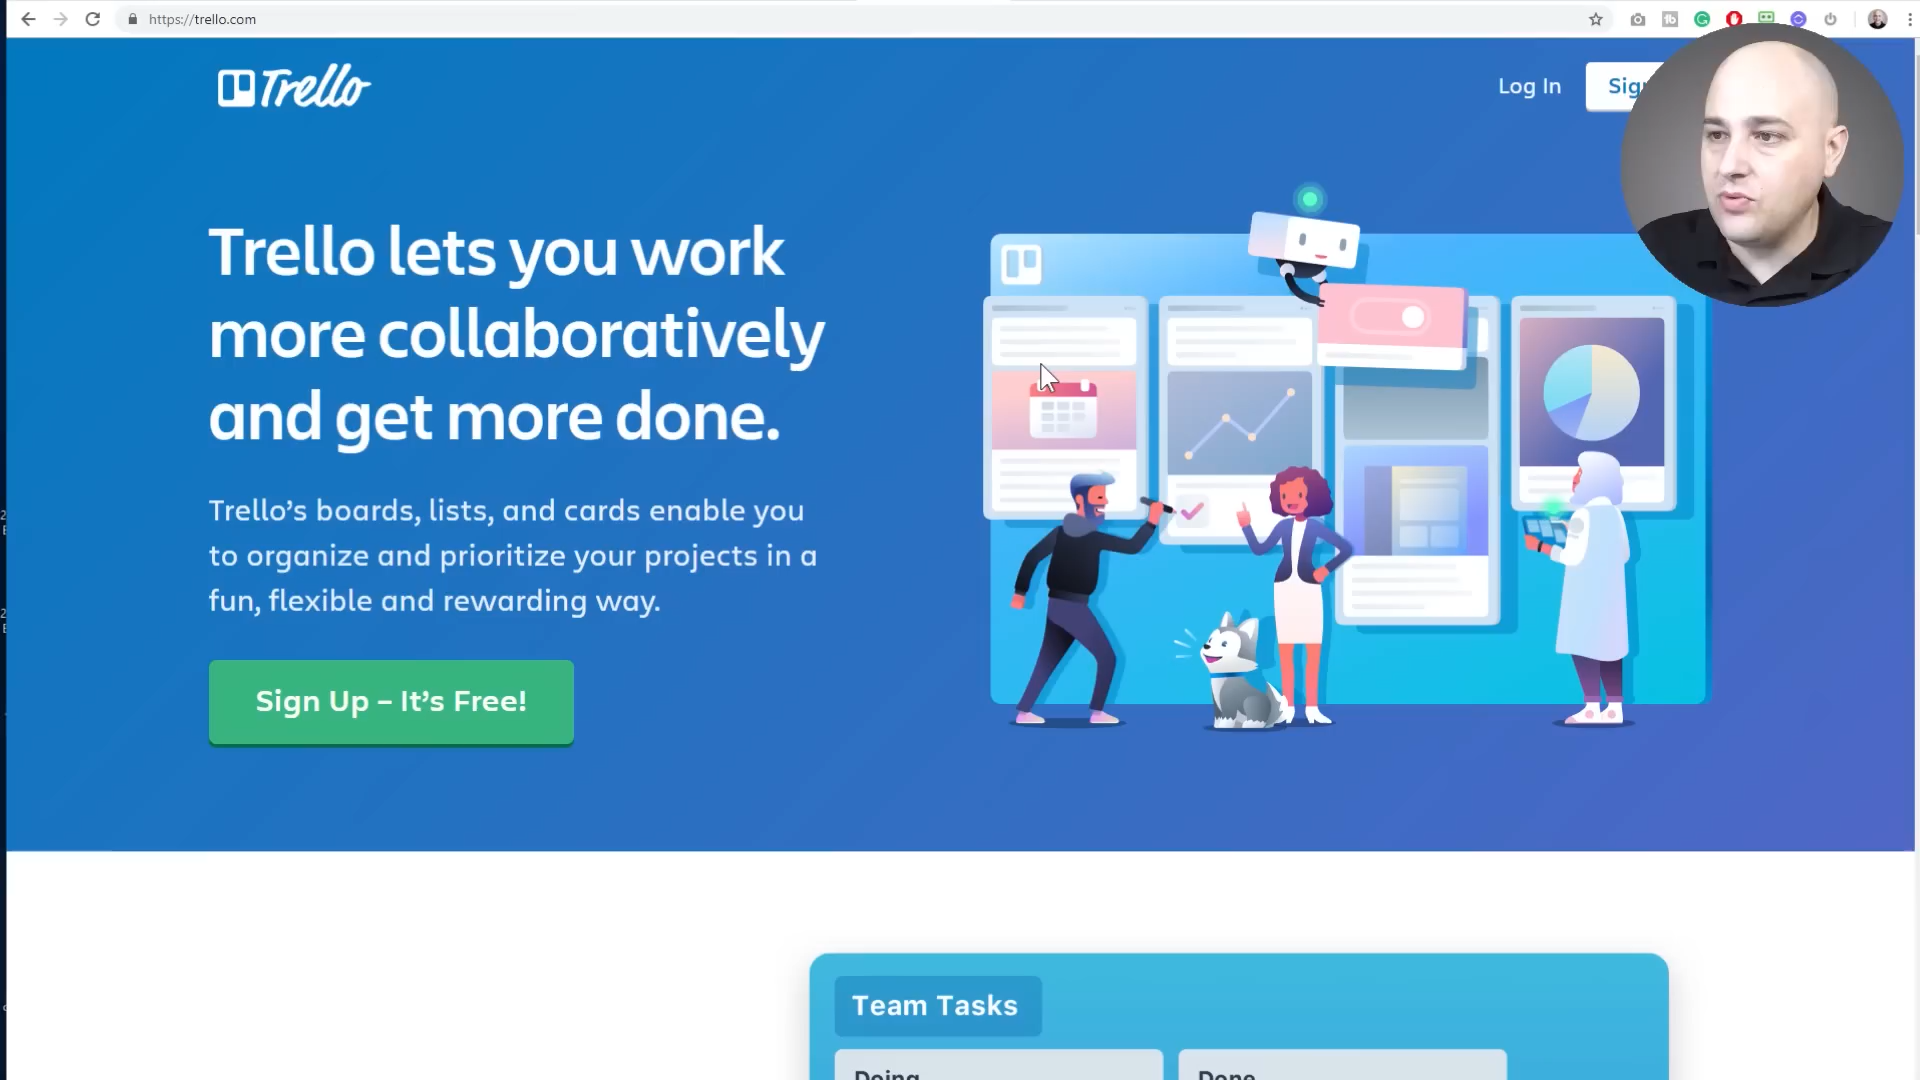 https://trello.com
Trello
Log In
Trello lets you work
more collaboratively
and get more done.
Trello’s boards, lists, and cards enable you
to organize and prioritize your projects in a
fun, flexible and rewarding way.
Sign Up – It’s Free!
Team Tasks
Doing
Done